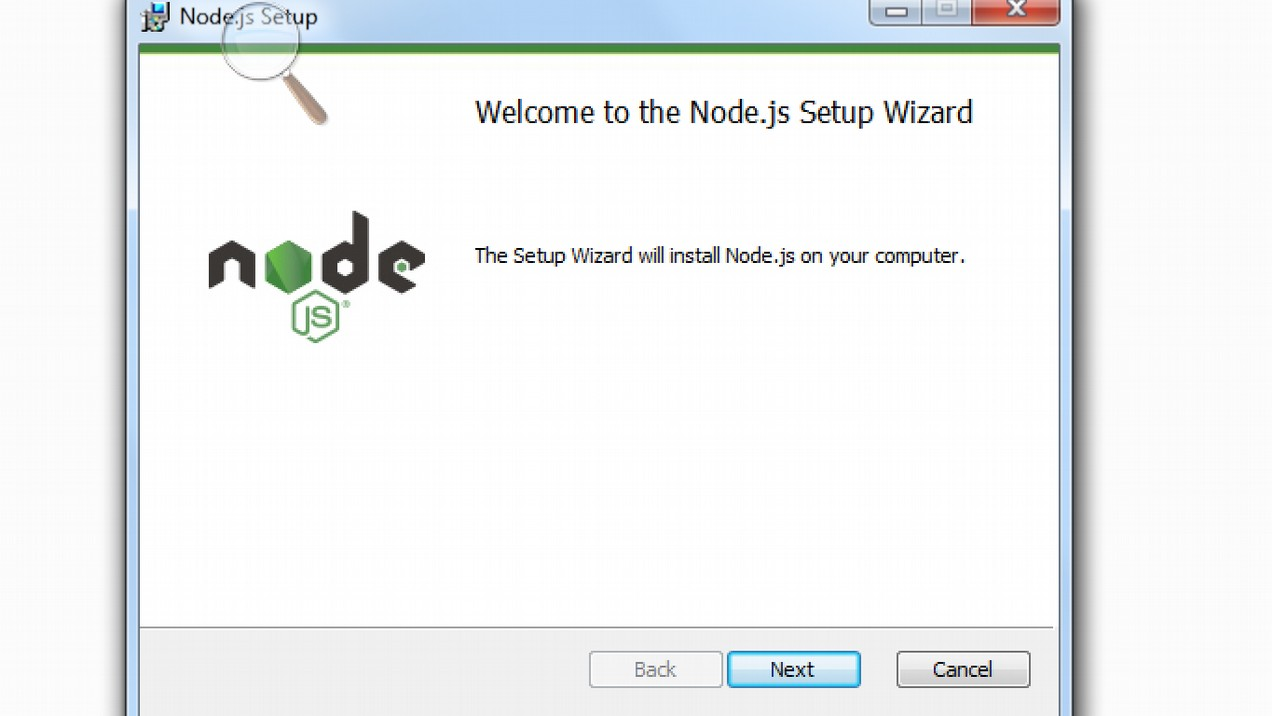 Node.js Setup
Welcome to the Node.js Setup Wizard
node
JS®
The Setup Wizard will install Node.js on your computer.
Back
Next
Cancel